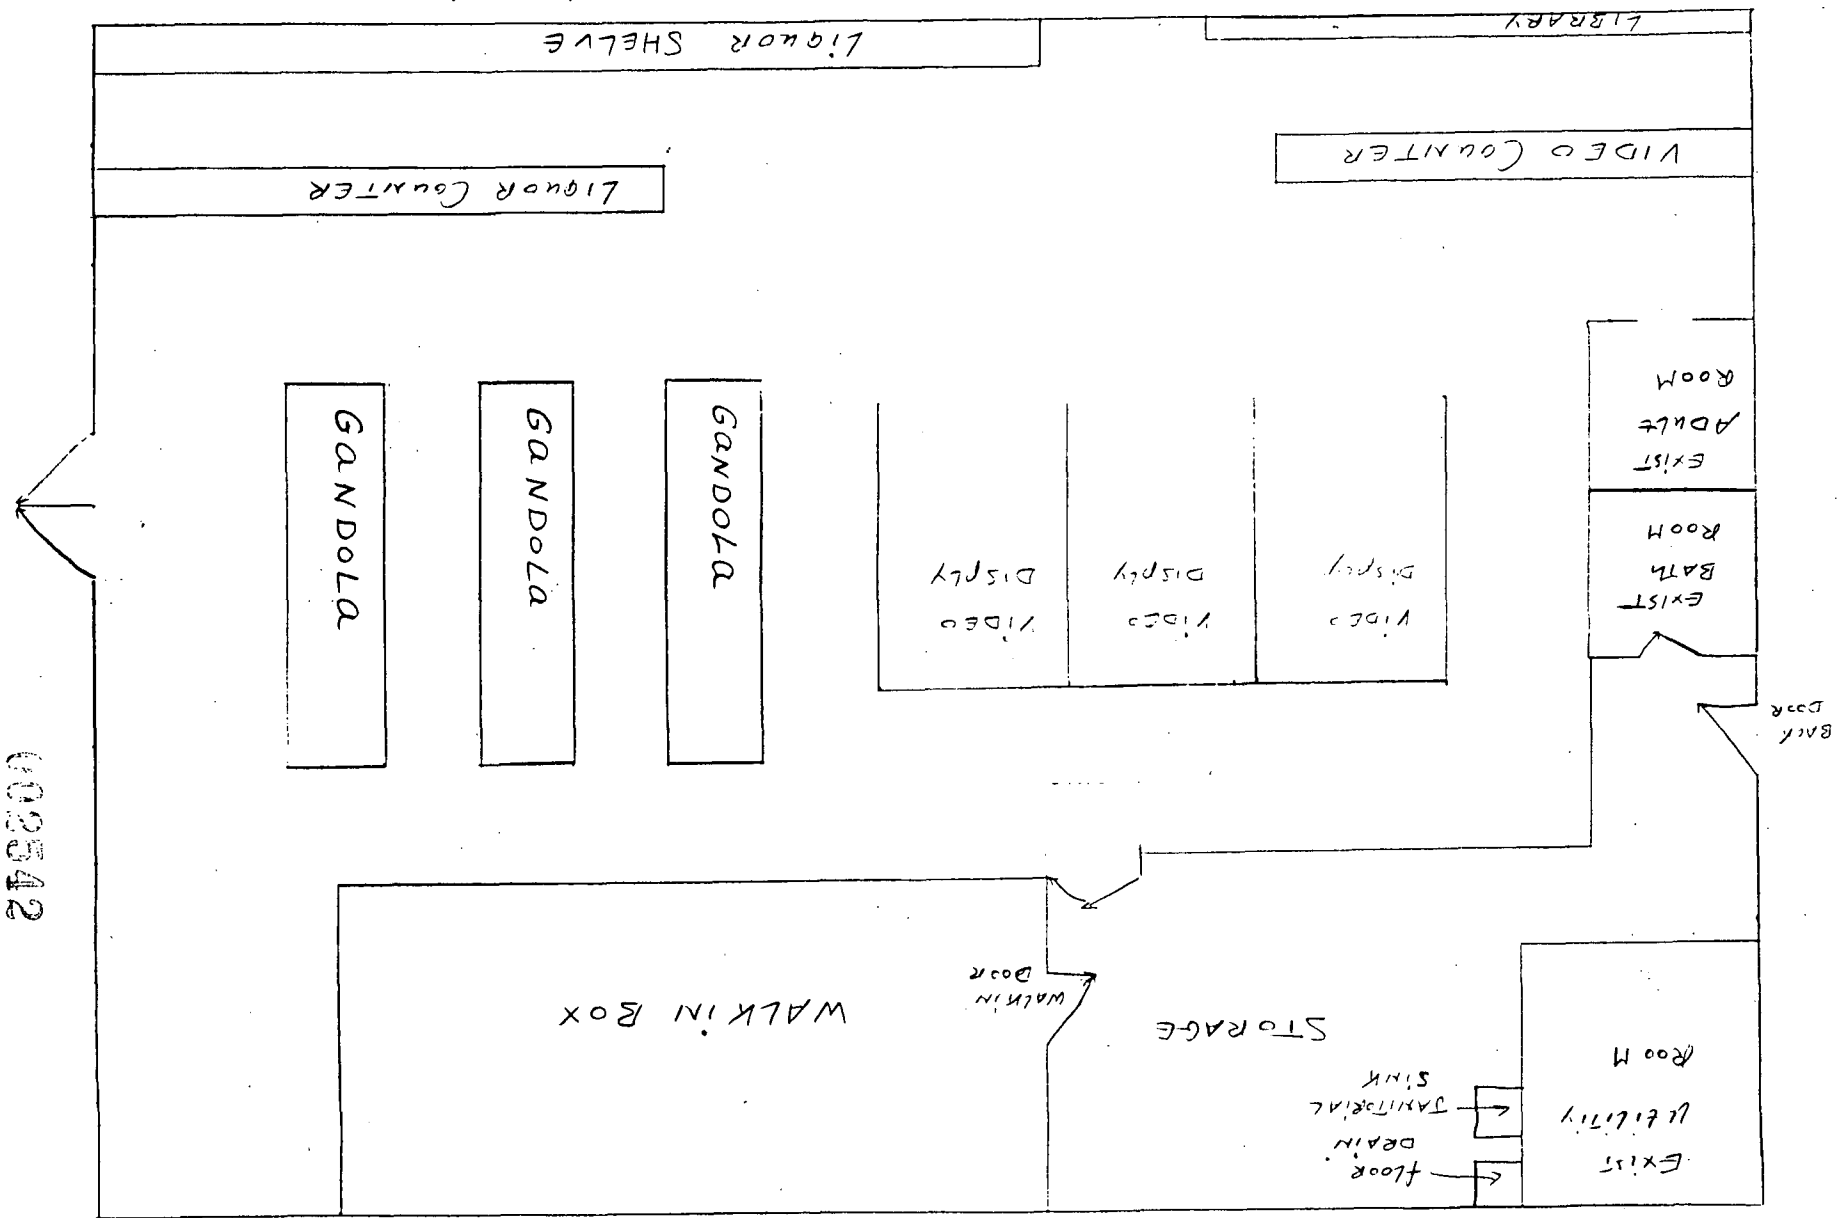 LIQUOR SHELVE
LIBRARY
VIDEO COUNTER
LIQUOR COUNTER
GANDOLA
GANDOLA
GANDOLA
VIDEO
DISPLY
VIDEO
DISPLY
VIDEO
DISPLY
EXIST
ADULT
ROOM
EXIST
BATH
ROOM
BACK
DOOR
WALKIN
DOOR
WALKIN BOX
STORAGE
JANITORIAL
SINK
FLOOR
DRAIN
EXIST
UTILITIY
ROOM
002542